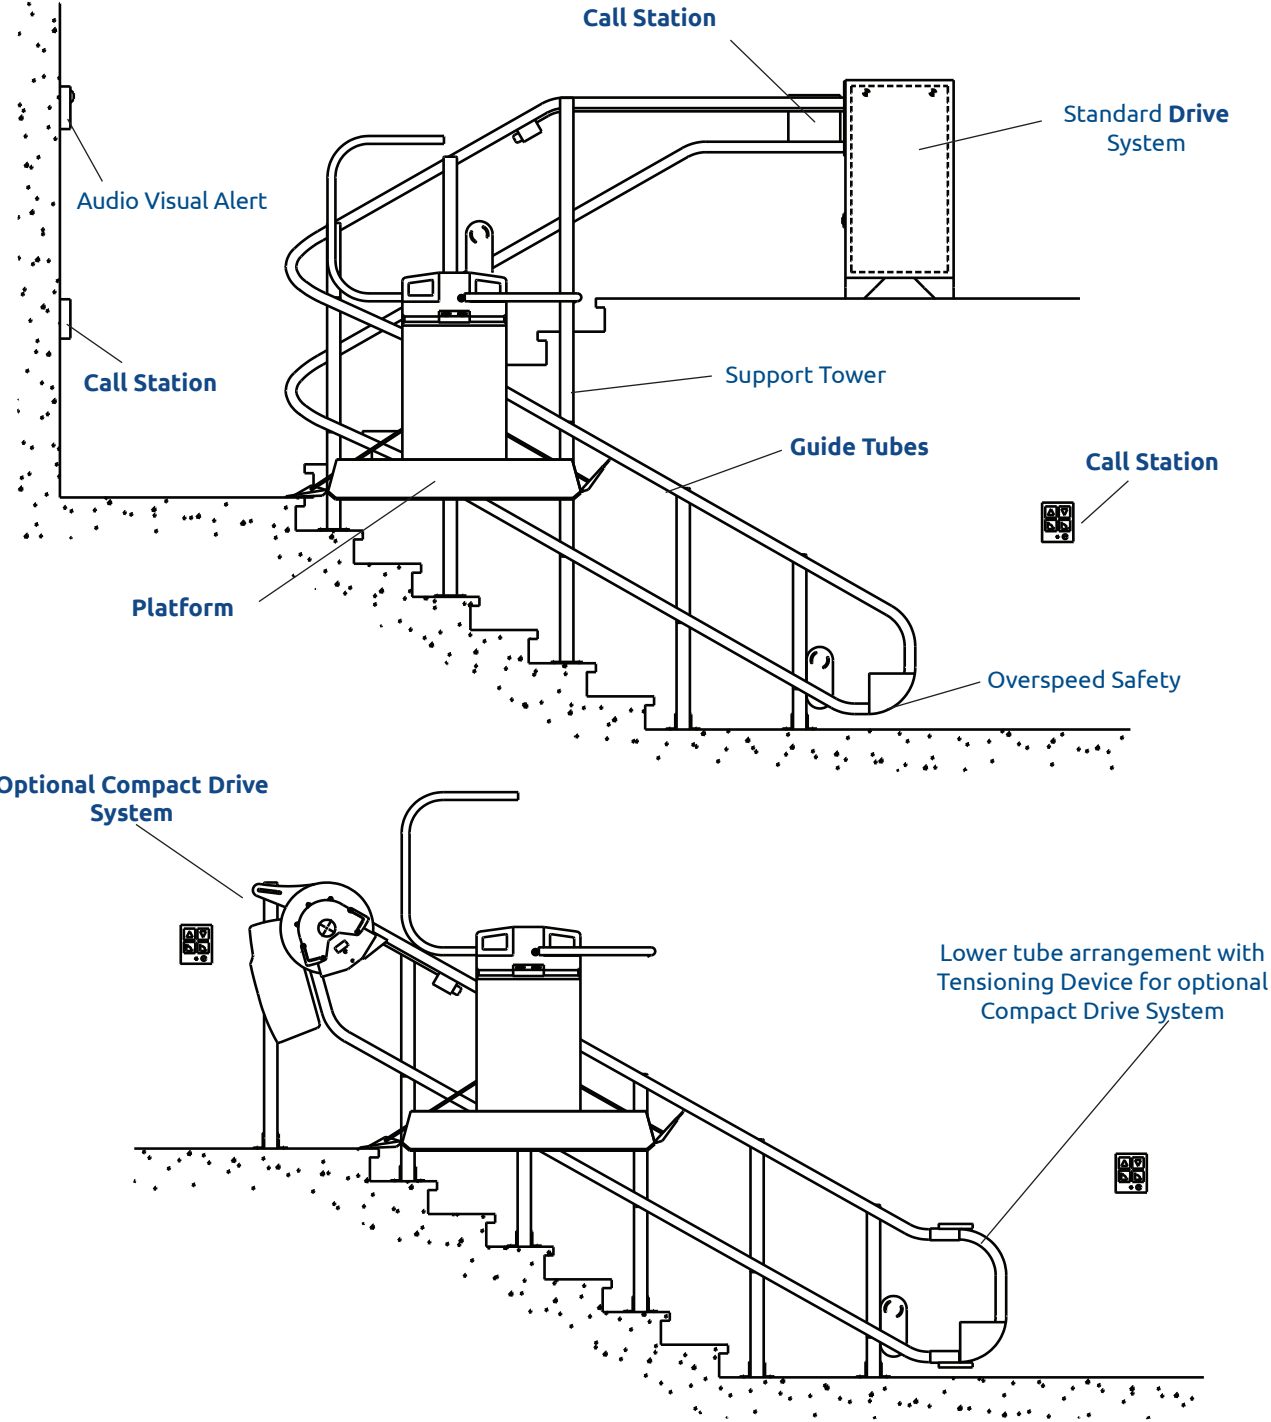 Call Station
Standard Drive
System
Audio Visual Alert
Call Station
Support Tower
Guide Tubes
Call Station
Platform
Overspeed Safety
Optional Compact Drive
System
Lower tube arrangement with
Tensioning Device for optional
Compact Drive System